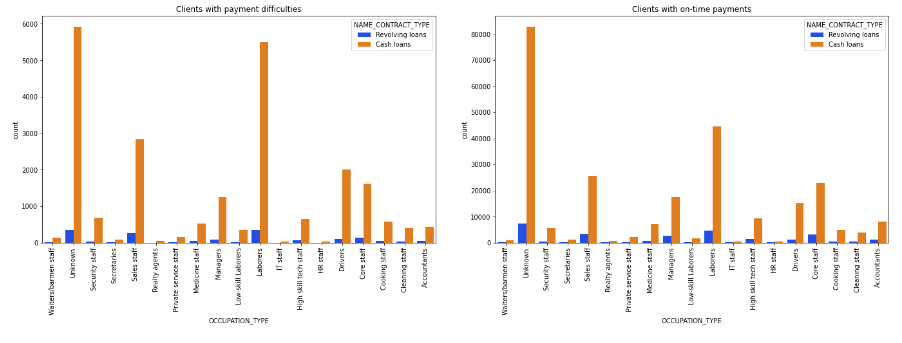 Clients with payment difficulties
NAME_CONTRACT_TYPE
Revolving loans
Cash loans
6000
5000
4000
3000
2000
1000
0
count
Waiters/barmen staff
Unknown
Security staff
Secretaries
Sales staff
Realty agents
Private service staff
Medicine staff
Managers
Low-skill Laborers
Laborers
IT staff
High skill tech staff
HR staff
Drivers
Core staff
Cooking staff
Cleaning staff
Accountants
OCCUPATION_TYPE
Clients with on-time payments
NAME_CONTRACT_TYPE
Revolving loans
Cash loans
80000
70000
60000
50000
40000
30000
20000
10000
0
count
Waiters/barmen staff
Unknown
Security staff
Secretaries
Sales staff
Realty agents
Private service staff
Medicine staff
Managers
Low-skill Laborers
Laborers
IT staff
High skill tech staff
HR staff
Drivers
Core staff
Cooking staff
Cleaning staff
Accountants
OCCUPATION_TYPE